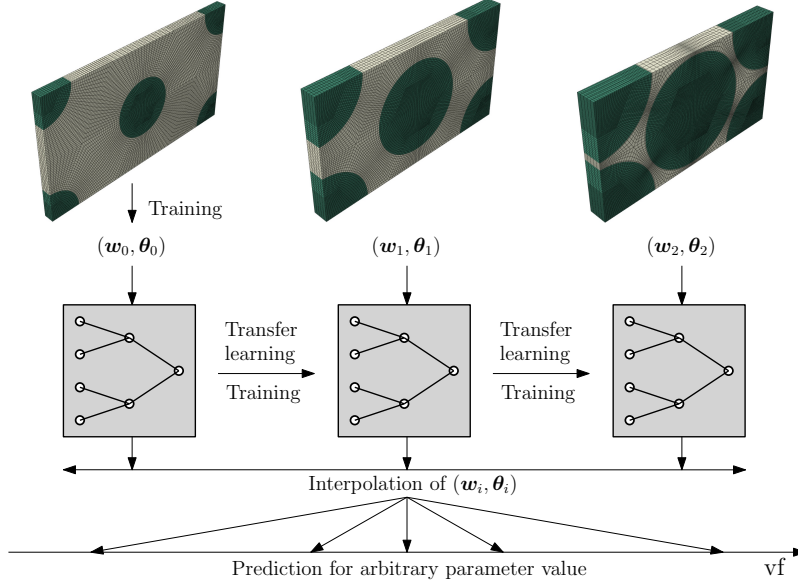 Training
(w₀, θ₀) (w₁, θ₁) (w₂, θ₂)
Transfer learning Transfer learning
Training Training
Interpolation of (wᵢ, θᵢ)
Prediction for arbitrary parameter value vf